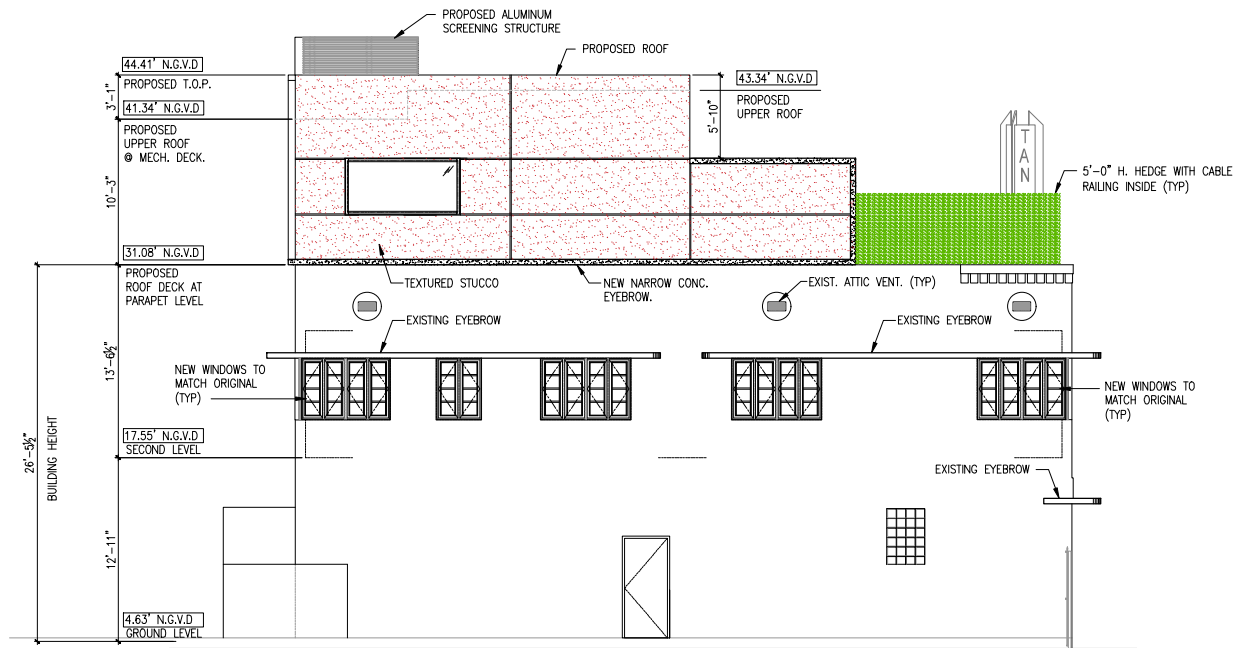 PROPOSED ALUMINUM
SCREENING STRUCTURE
PROPOSED ROOF
44.41' N.G.V.D
PROPOSED T.O.P.
3'-1"
41.34' N.G.V.D
PROPOSED
UPPER ROOF
@ MECH. DECK.
43.34' N.G.V.D
PROPOSED
UPPER ROOF
5'-10"
TAN
5'-0" H. HEDGE WITH CABLE
RAILING INSIDE (TYP)
10'-3"
31.08' N.G.V.D
PROPOSED
ROOF DECK AT
PARAPET LEVEL
TEXTURED STUCCO
NEW NARROW CONC.
EYEBROW.
EXIST. ATTIC VENT. (TYP)
EXISTING EYEBROW
EXISTING EYEBROW
13'-6½"
NEW WINDOWS TO
MATCH ORIGINAL
(TYP)
NEW WINDOWS TO
MATCH ORIGINAL
(TYP)
17.55' N.G.V.D
SECOND LEVEL
26'-5½"
BUILDING HEIGHT
EXISTING EYEBROW
12'-11"
4.63' N.G.V.D
GROUND LEVEL